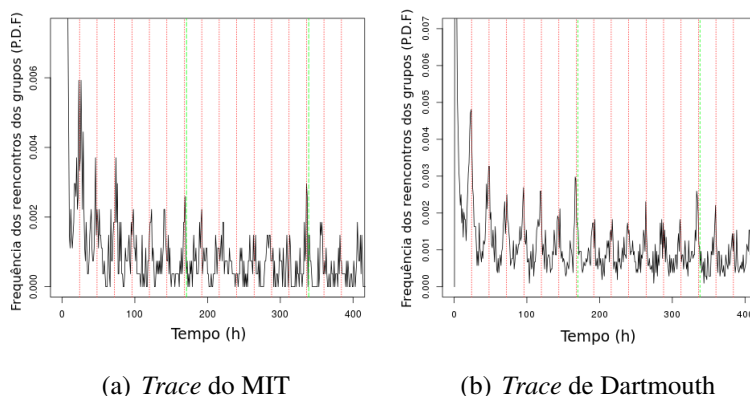 (a)
Frequência dos reencontros dos grupos (P.D.F)
0.006
0.004
0.002
0.000
0 100 200 300 400
Tempo (h)
(b)
Frequência dos reencontros dos grupos (P.D.F)
0.007
0.006
0.005
0.004
0.003
0.002
0.001
0.000
0 100 200 300 400
Tempo (h)
(a) Trace do MIT
(b) Trace de Dartmouth